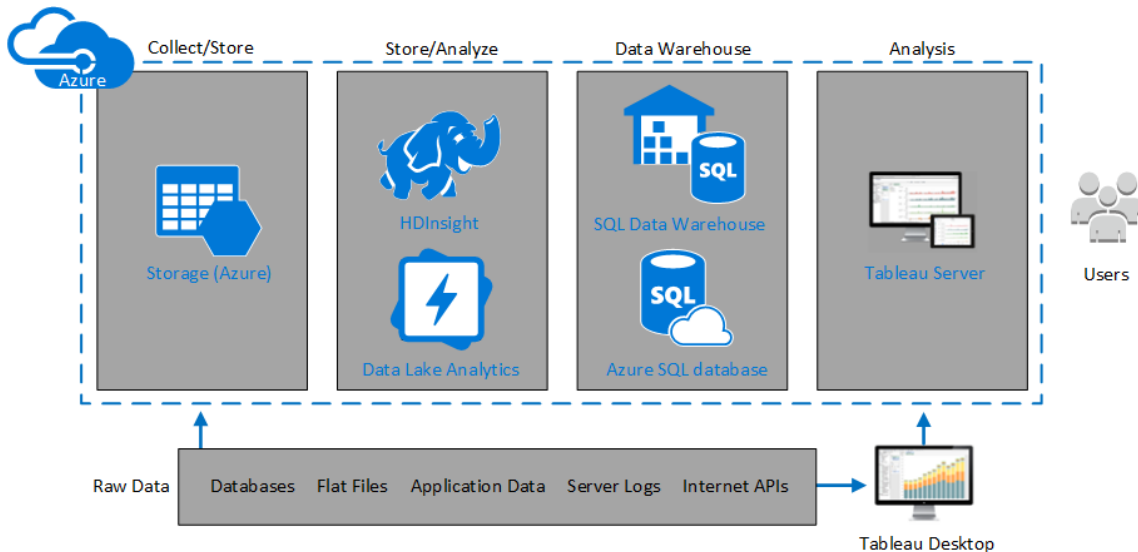 Collect/Store
Store/Analyze
Data Warehouse
Analysis
Azure
SQL
HDInsight
SQL Data Warehouse
Storage (Azure)
Tableau Server
Users
SQL
Data Lake Analytics
Azure SQL database
Raw Data
Databases
Flat Files
Application Data
Server Logs
Internet APIs
Tableau Desktop